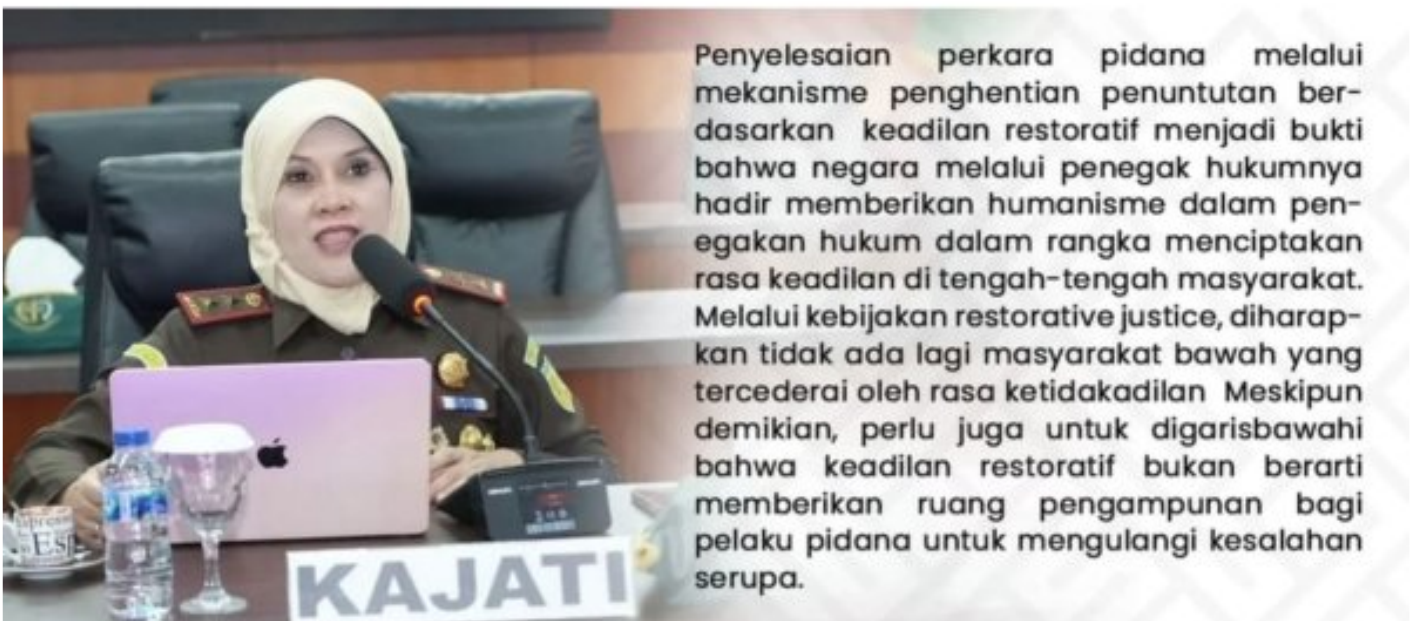 Penyelesaian perkara pidana melalui
mekanisme penghentian penuntutan ber-
dasarkan keadilan restoratif menjadi bukti
bahwa negara melalui penegak hukumnya
hadir memberikan humanisme dalam pen-
egakan hukum dalam rangka menciptakan
rasa keadilan di tengah-tengah masyarakat.
Melalui kebijakan restorative justice, diharap-
kan tidak ada lagi masyarakat bawah yang
tercederai oleh rasa ketidakadilan Meskipun
demikian, perlu juga untuk digarisbawahi
bahwa keadilan restoratif bukan berarti
memberikan ruang pengampunan bagi
pelaku pidana untuk mengulangi kesalahan
serupa.
KAJATI